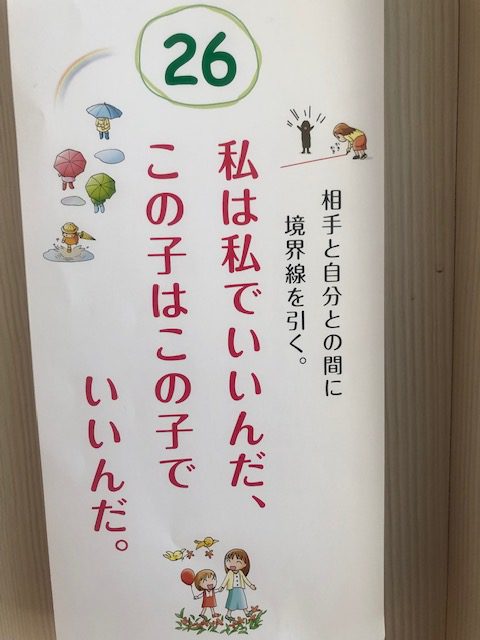 26
相手と自分との間に
境界線を引く。
私は私でいいんだ、
この子はこの子で
いいんだ。